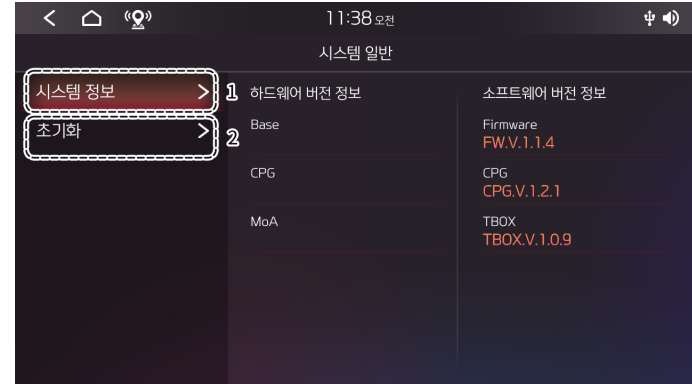 11:38 오전
시스템 일반
시스템 정보
1
초기화
2
하드웨어 버전 정보
Base
CPG
MoA
소프트웨어 버전 정보
Firmware
FW.V.1.1.4
CPG
CPG.V.1.2.1
TBOX
TBOX.V.1.0.9